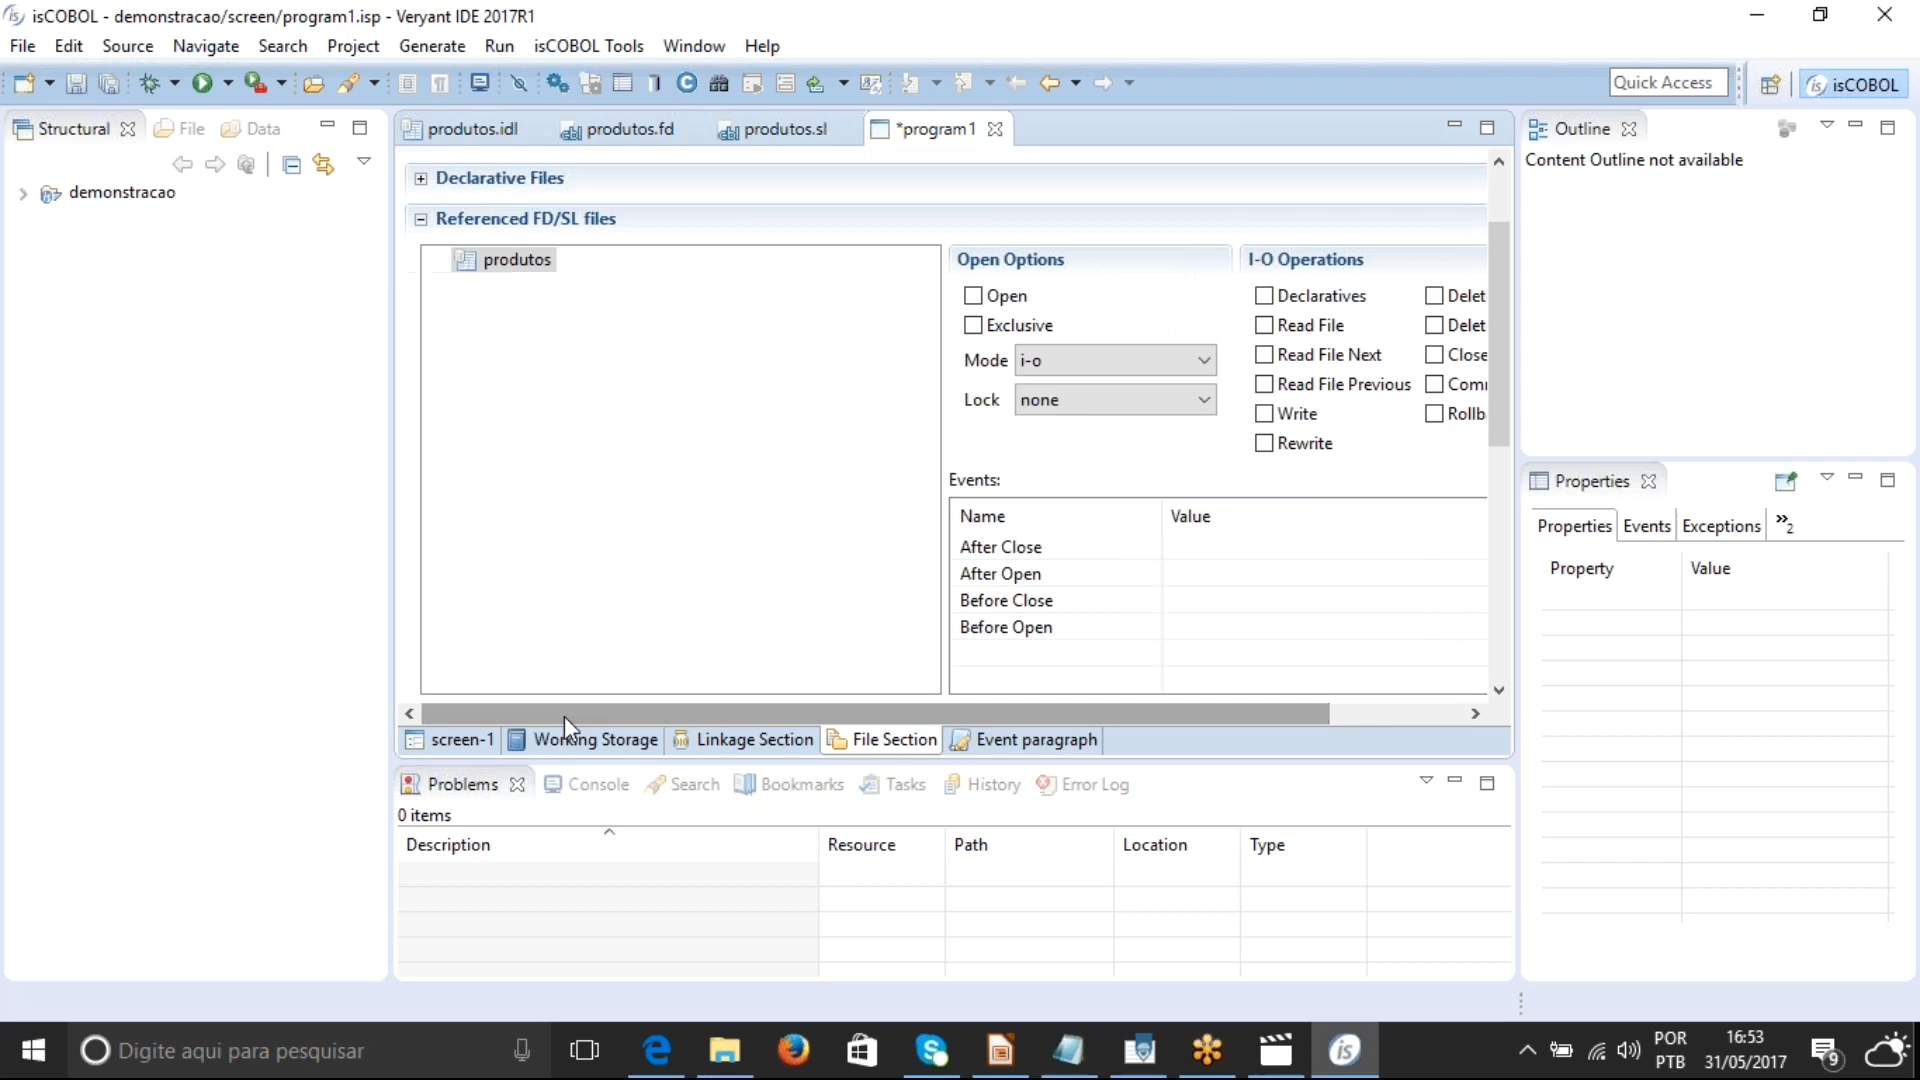 isCOBOL - demonstracao/screen/program1.isp - Veryant IDE 2017R1
File Edit Source Navigate Search Project Generate Run isCOBOL Tools Window Help
Quick Access
isCOBOL
Structural File Data
demonstracao
produtos.idl produtos.fd produtos.sl *program1
Declarative Files
Referenced FD/SL files
produtos
Open Options
Open
Exclusive
Mode i-o
Lock none
I-O Operations
Declaratives Delet
Read File Delet
Read File Next Close
Read File Previous Com
Write Rollb
Rewrite
Events:
Name Value
After Close
After Open
Before Close
Before Open
screen-1 Working Storage Linkage Section File Section Event paragraph
Problems Console Search Bookmarks Tasks History Error Log
0 items
Description Resource Path Location Type
Outline
Content Outline not available
Properties
Properties Events Exceptions »2
Property Value
Digite aqui para pesquisar
is
POR
PTB
16:53
31/05/2017
9